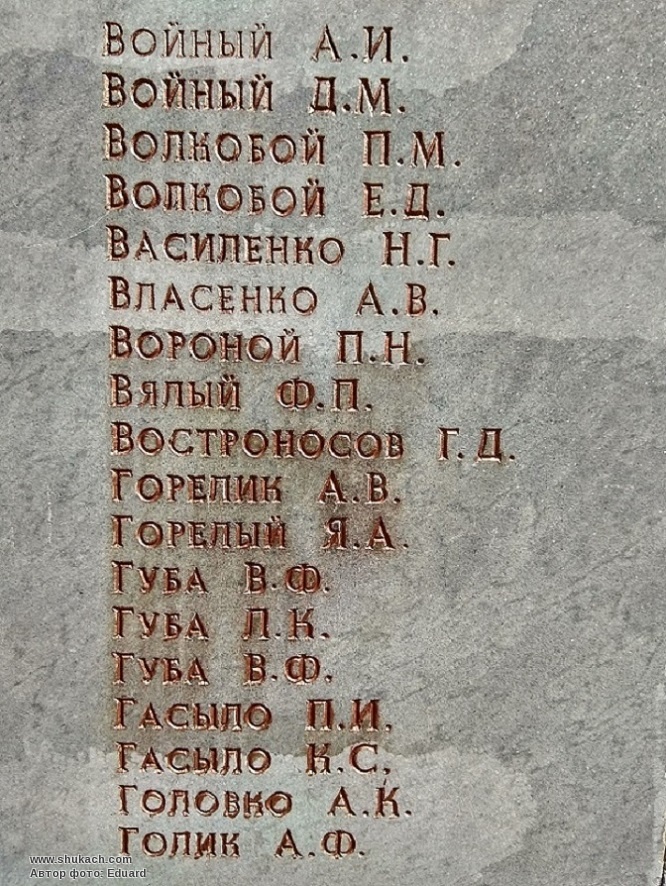 ВОЙНЫЙ А.И.
ВОЙНЫЙ Д.М.
ВОЛКОБОЙ П.М.
ВОЛКОБОЙ Е.Д.
ВАСИЛЕНКО Н.Г.
ВЛАСЕНКО А.В.
ВОРОНОЙ П.Н.
ВЯЛЫЙ Ф.П.
ВОСТРОНОСОВ Г.Д.
ГОРЕЛИК А.В.
ГОРЕЛЫЙ Я.А.
ГУБА В.Ф.
ГУБА Л.К.
ГУБА В.Ф.
ГАСЫЛО П.И.
ГАСЫЛО К.С.
ГОЛОВКО А.К.
ГОЛИК А.Ф.
www.shukach.com
Автор фото: Eduard